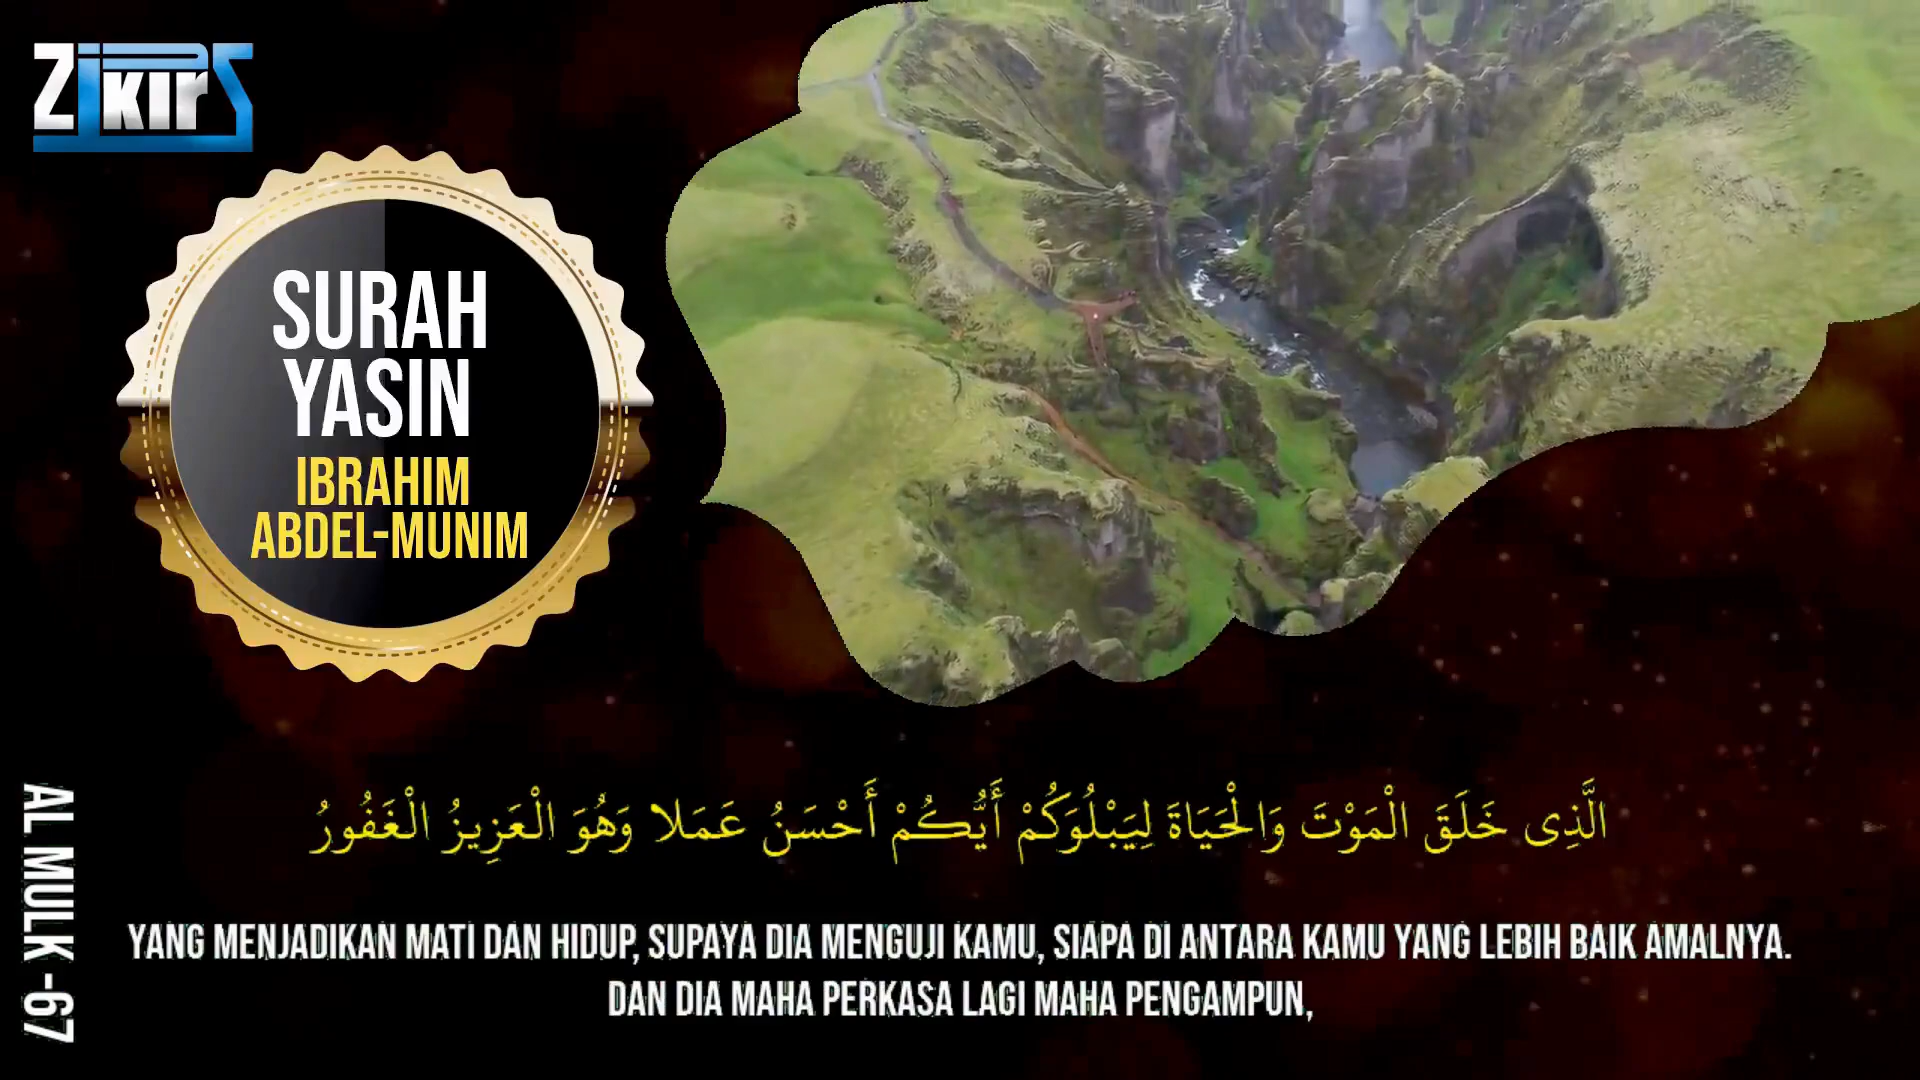 Zikir
SURAH
YASIN
IBRAHIM
ABDEL-MUNIM
الَّذِى خَلَقَ الْمَوْتَ وَالْحَيَاةَ لِيَبْلُوَكُمْ أَيُّكُمْ أَحْسَنُ عَمَلا وَهُوَ الْعَزِيزُ الْغَفُورُ
YANG MENJADIKAN MATI DAN HIDUP, SUPAYA DIA MENGUJI KAMU, SIAPA DI ANTARA KAMU YANG LEBIH BAIK AMALNYA.
DAN DIA MAHA PERKASA LAGI MAHA PENGAMPUN,
AL MULK -67